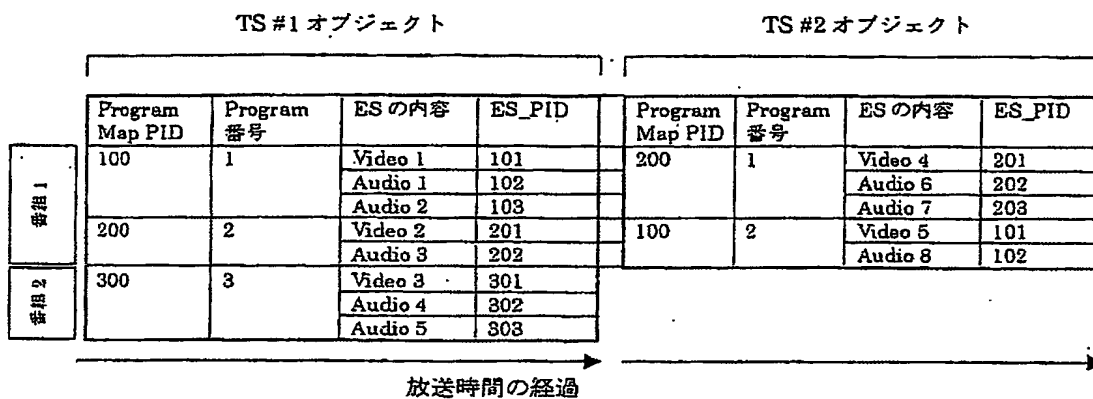 TS #1 オブジェクト
TS #2 オブジェクト
Program Map PID
Program 番号
ES の内容
ES_PID
Program Map PID
Program 番号
ES の内容
ES_PID
番組 1
100
1
Video 1
101
200
1
Video 4
201
Audio 1
102
Audio 6
202
Audio 2
103
Audio 7
203
200
2
Video 2
201
100
2
Video 5
101
Audio 3
202
Audio 8
102
番組 2
300
3
Video 3
301
Audio 4
302
Audio 5
303
放送時間の経過